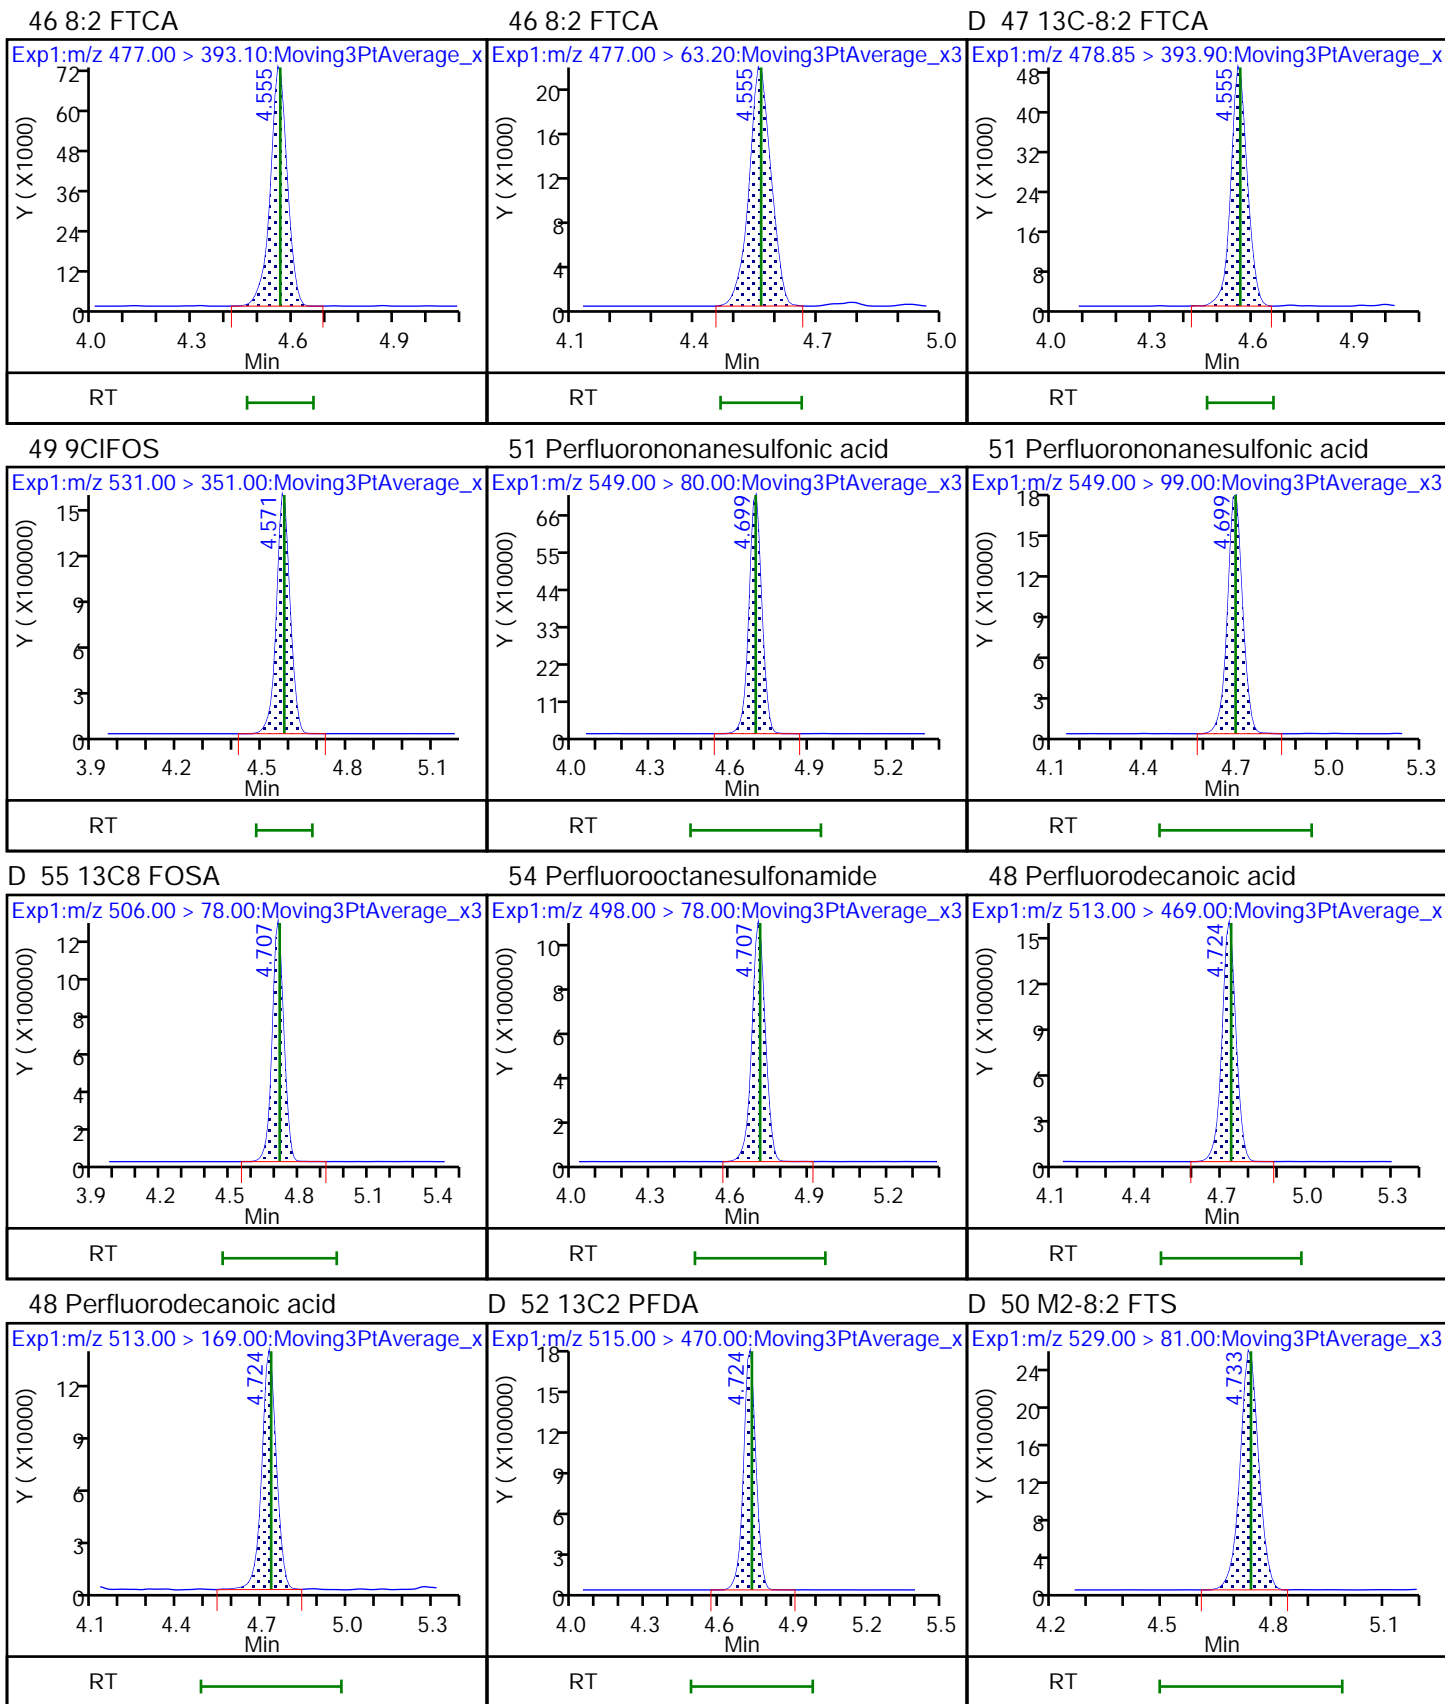 46 8:2 FTCA
Exp1:m/z 477.00 > 393.10:Moving3PtAverage_x
Y ( X1000)
72
60
48
36
24
12
0
4.555
4.0 4.3 4.6 4.9
Min
RT
46 8:2 FTCA
Exp1:m/z 477.00 > 63.20:Moving3PtAverage_x3
Y ( X1000)
20
16
12
8
4
0
4.555
4.1 4.4 4.7 5.0
Min
RT
D 47 13C-8:2 FTCA
Exp1:m/z 478.85 > 393.90:Moving3PtAverage_x
Y ( X1000)
48
40
32
24
16
8
0
4.555
4.0 4.3 4.6 4.9
Min
RT
49 9ClFOS
Exp1:m/z 531.00 > 351.00:Moving3PtAverage_x
Y ( X100000)
15
12
9
6
3
0
4.571
3.9 4.2 4.5 4.8 5.1
Min
RT
51 Perfluorononanesulfonic acid
Exp1:m/z 549.00 > 80.00:Moving3PtAverage_x3
Y ( X10000)
66
55
44
33
22
11
0
4.699
4.0 4.3 4.6 4.9 5.2
Min
RT
51 Perfluorononanesulfonic acid
Exp1:m/z 549.00 > 99.00:Moving3PtAverage_x3
Y ( X10000)
18
15
12
9
6
3
0
4.699
4.1 4.4 4.7 5.0 5.3
Min
RT
D 55 13C8 FOSA
Exp1:m/z 506.00 > 78.00:Moving3PtAverage_x3
Y ( X100000)
12
10
8
6
4
2
0
4.707
3.9 4.2 4.5 4.8 5.1 5.4
Min
RT
54 Perfluorooctanesulfonamide
Exp1:m/z 498.00 > 78.00:Moving3PtAverage_x3
Y ( X100000)
10
8
6
4
2
0
4.707
4.0 4.3 4.6 4.9 5.2
Min
RT
48 Perfluorodecanoic acid
Exp1:m/z 513.00 > 469.00:Moving3PtAverage_x
Y ( X100000)
15
12
9
6
3
0
4.724
4.1 4.4 4.7 5.0 5.3
Min
RT
48 Perfluorodecanoic acid
Exp1:m/z 513.00 > 169.00:Moving3PtAverage_x
Y ( X10000)
12
9
6
3
0
4.724
4.1 4.4 4.7 5.0 5.3
Min
RT
D 52 13C2 PFDA
Exp1:m/z 515.00 > 470.00:Moving3PtAverage_x
Y ( X100000)
18
15
12
9
6
3
0
4.724
4.0 4.3 4.6 4.9 5.2 5.5
Min
RT
D 50 M2-8:2 FTS
Exp1:m/z 529.00 > 81.00:Moving3PtAverage_x3
Y ( X10000)
24
20
16
12
8
4
0
4.733
4.2 4.5 4.8 5.1
Min
RT